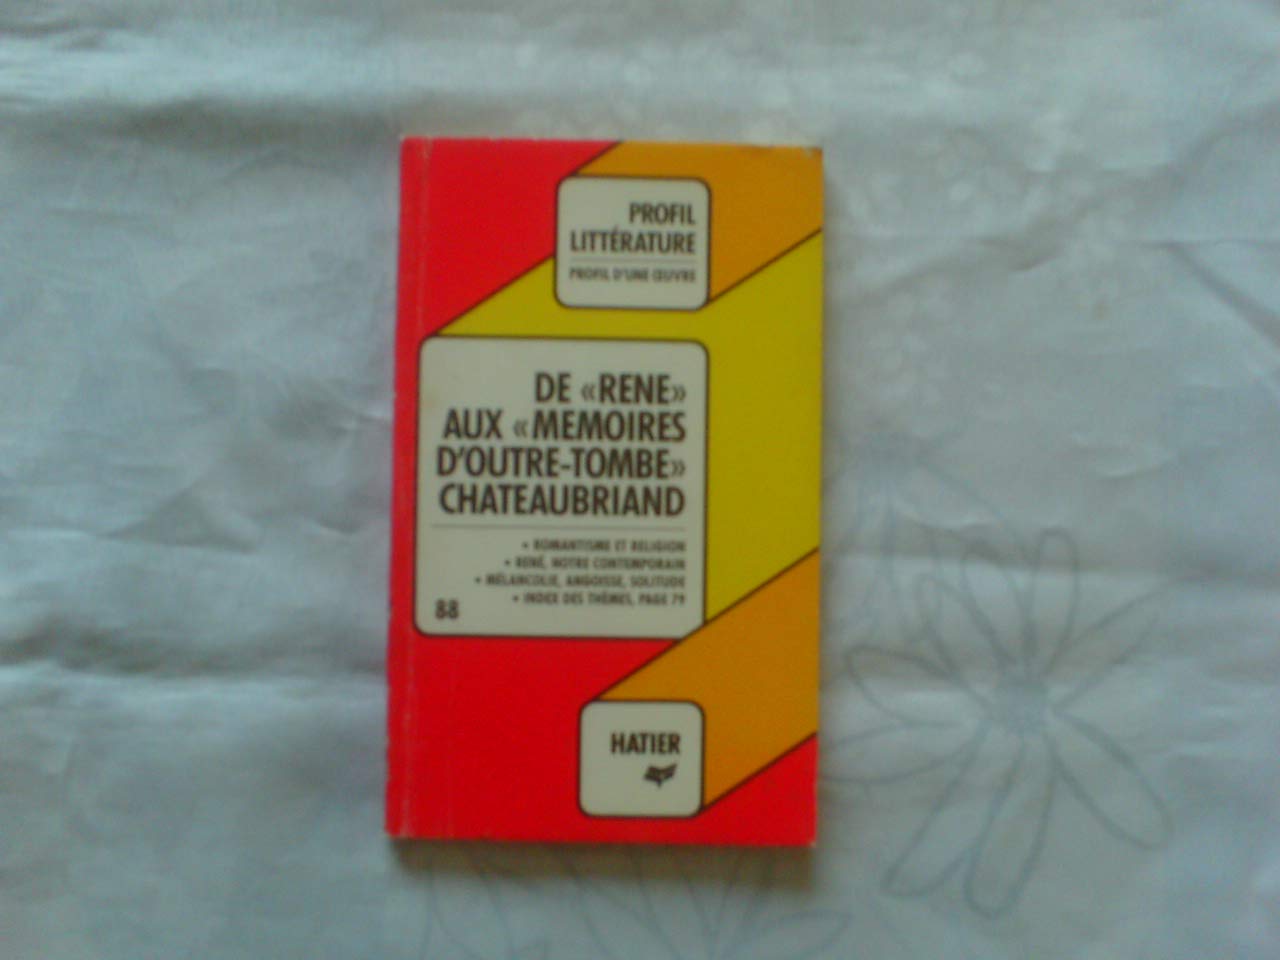 PROFIL
LITTÉRATURE
PROFIL D'UNE ŒUVRE
DE «RENE»
AUX «MEMOIRES
D'OUTRE-TOMBE»
CHATEAUBRIAND
• ROMANTISME ET RELIGION
• RENÉ, NOTRE CONTEMPORAIN
• MÉLANCOLIE, ANGOISSE, SOLITUDE
• INDEX DES THÈMES, PAGE 79
88
HATIER